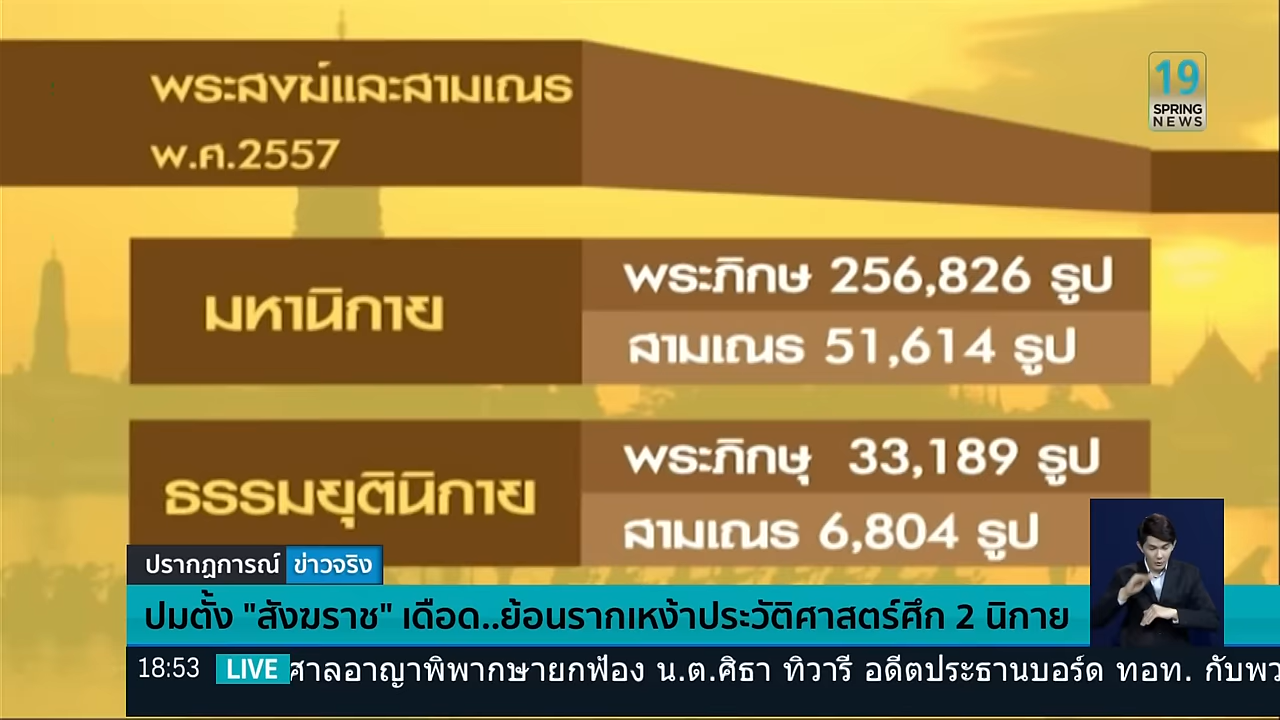 พระสงฆ์และสามเณร
พ.ศ.2557
19
SPRING
NEWS
มหานิกาย
พระภิกษ 256,826 รูป
สามเณร 51,614 รูป
ธรรมยุตินิกาย
พระภิกษุ 33,189 รูป
สามเณร 6,804 รูป
ปรากฏการณ์ ข่าวจริง
ปมตั้ง "สังฆราช" เดือด..ย้อนรากเหง้าประวัติศาสตร์ศึก 2 นิกาย
18:53 LIVE ศาลอาญาพิพากษายกฟ้อง น.ต.ศิธา ทิวารี อดีตประธานบอร์ด ทอท. กับพว